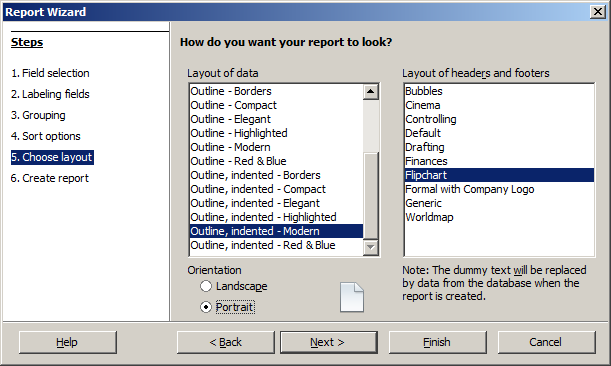 Report Wizard
Steps
1. Field selection
2. Labeling fields
3. Grouping
4. Sort options
5. Choose layout
6. Create report
How do you want your report to look?
Layout of data
Outline - Borders
Outline - Compact
Outline - Elegant
Outline - Highlighted
Outline - Modern
Outline - Red & Blue
Outline, indented - Borders
Outline, indented - Compact
Outline, indented - Elegant
Outline, indented - Highlighted
Outline, indented - Modern
Outline, indented - Red & Blue
Layout of headers and footers
Bubbles
Cinema
Controlling
Default
Drafting
Finances
Flipchart
Formal with Company Logo
Generic
Worldmap
Orientation
Landscape
Portrait
Note: The dummy text will be replaced
by data from the database when the
report is created.
Help
< Back
Next >
Finish
Cancel